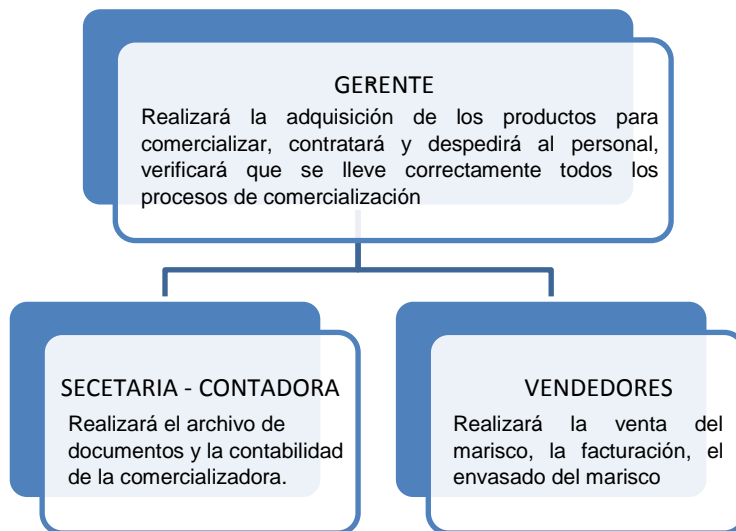 GERENTE
Realizará la adquisición de los productos para
comercializar, contratará y despedirá al personal,
verificará que se lleve correctamente todos los
procesos de comercialización
SECETARIA - CONTADORA
Realizará el archivo de
documentos y la contabilidad
de la comercializadora.
VENDEDORES
Realizará la venta del
marisco, la facturación, el
envasado del marisco